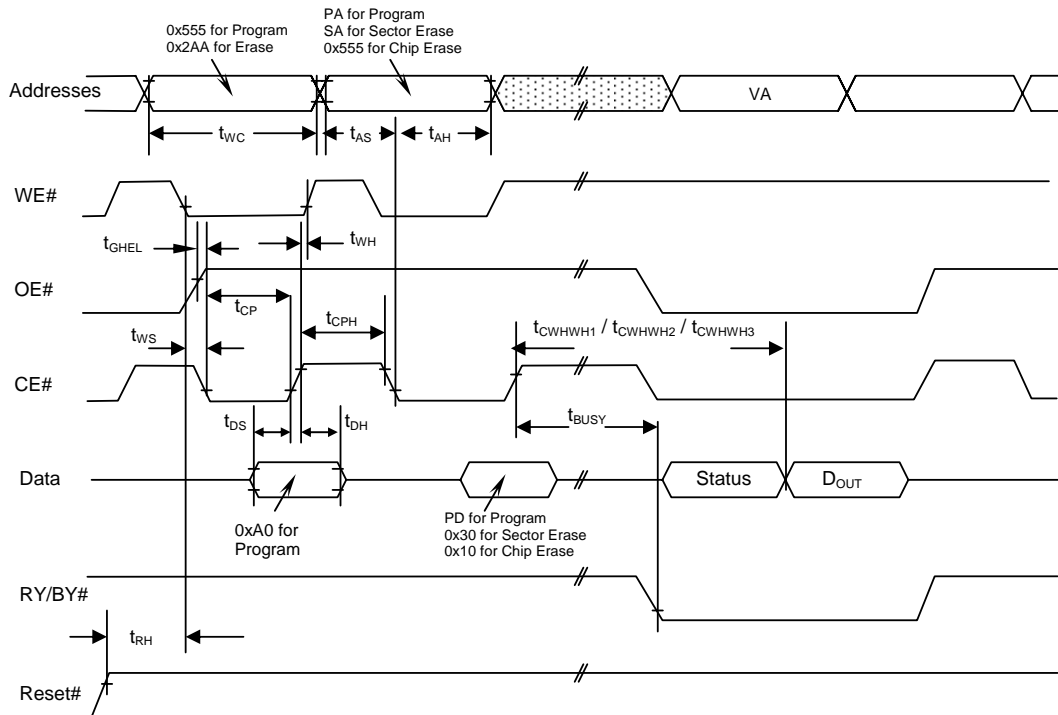 0x555 for Program
0x2AA for Erase
PA for Program
SA for Sector Erase
0x555 for Chip Erase
Addresses
VA
tWC
tAS
tAH
WE#
tGHEL
tWH
OE#
tCP
tCPH
tWS
tCWHWH1 / tCWHWH2 / tCWHWH3
CE#
tDS
tDH
tBUSY
Data
Status
DOUT
0xA0 for
Program
PD for Program
0x30 for Sector Erase
0x10 for Chip Erase
RY/BY#
tRH
Reset#